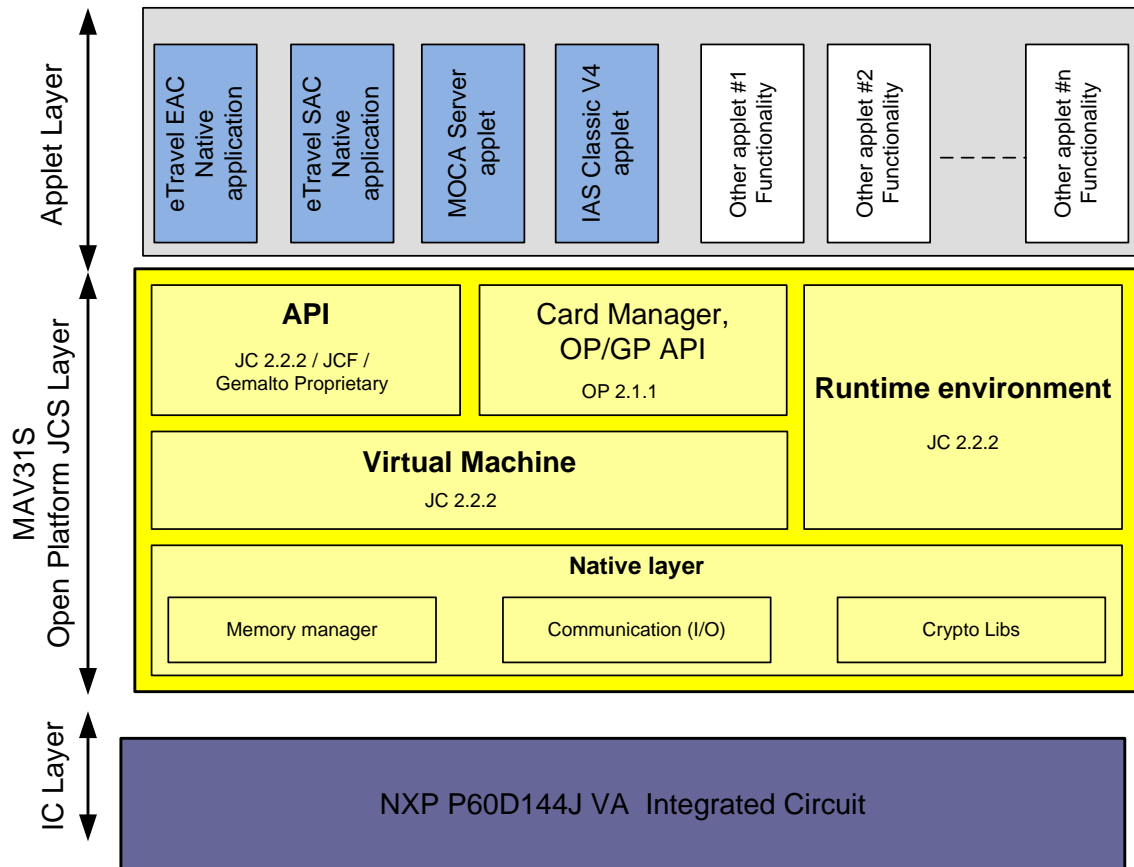 Applet Layer
eTravel EAC
Native
application
eTravel SAC
Native
application
MOCA Server
applet
IAS Classic V4
applet
Other applet #1
Functionality
Other applet #2
Functionality
Other applet #n
Functionality
MAV31S
Open Platform JCS Layer
API
JC 2.2.2 / JCF /
Gemalto Proprietary
Card Manager,
OP/GP API
OP 2.1.1
Runtime environment
JC 2.2.2
Virtual Machine
JC 2.2.2
Native layer
Memory manager
Communication (I/O)
Crypto Libs
IC Layer
NXP P60D144J VA Integrated Circuit